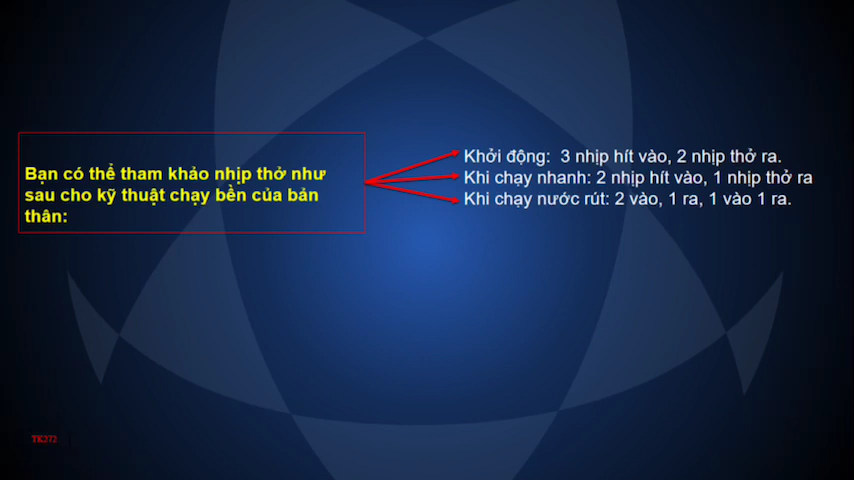 Bạn có thể tham khảo nhịp thở như
sau cho kỹ thuật chạy bền của bản
thân:
Khởi động: 3 nhịp hít vào, 2 nhịp thở ra.
Khi chạy nhanh: 2 nhịp hít vào, 1 nhịp thở ra
Khi chạy nước rút: 2 vào, 1 ra, 1 vào 1 ra.
TK272